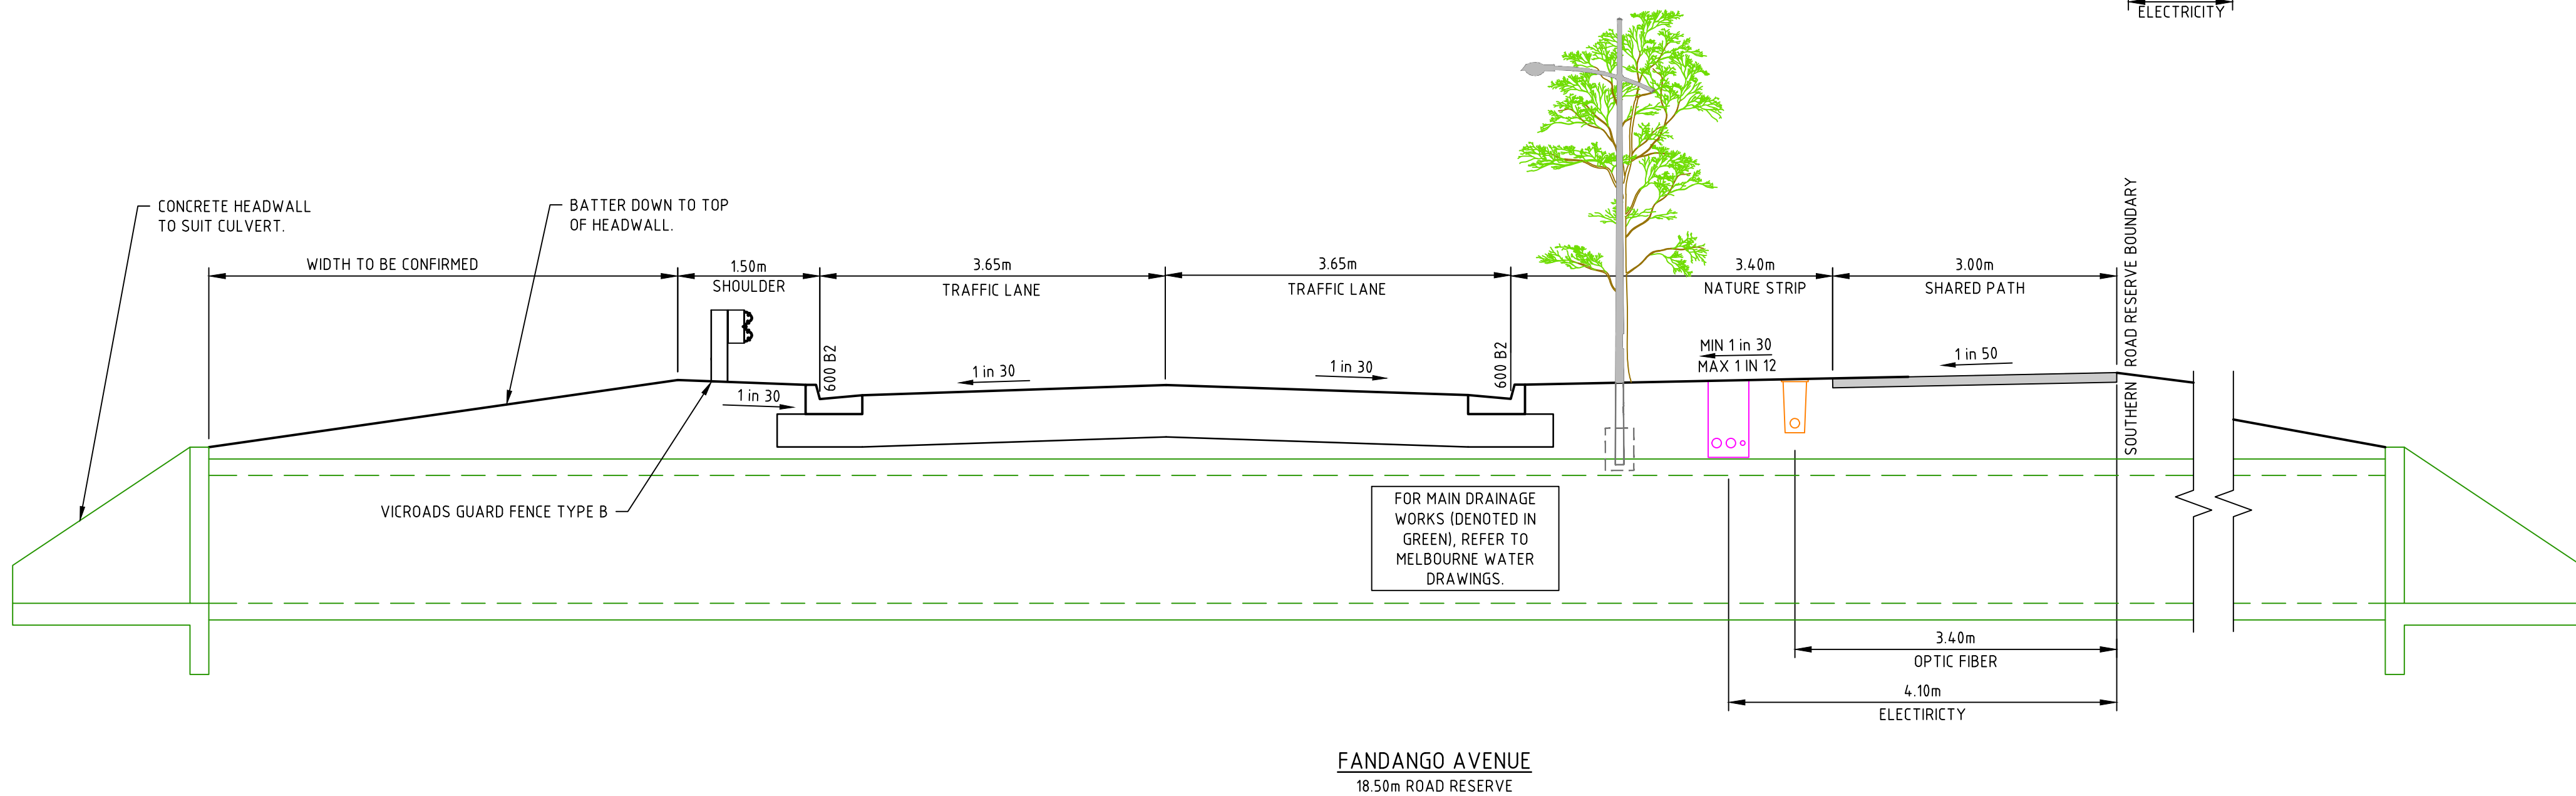 ELECTRICITY
CONCRETE HEADWALL
TO SUIT CULVERT.
BATTER DOWN TO TOP
OF HEADWALL.
WIDTH TO BE CONFIRMED
1.50m
SHOULDER
3.65m
TRAFFIC LANE
3.65m
TRAFFIC LANE
3.40m
NATURE STRIP
3.00m
SHARED PATH
SOUTHERN ROAD RESERVE BOUNDARY
600 B2
600 B2
1 in 30
1 in 30
1 in 30
MIN 1 in 30
MAX 1 IN 12
1 in 50
VICROADS GUARD FENCE TYPE B
FOR MAIN DRAINAGE
WORKS (DENOTED IN
GREEN), REFER TO
MELBOURNE WATER
DRAWINGS.
3.40m
OPTIC FIBER
4.10m
ELECTIRICTY
FANDANGO AVENUE
18.50m ROAD RESERVE